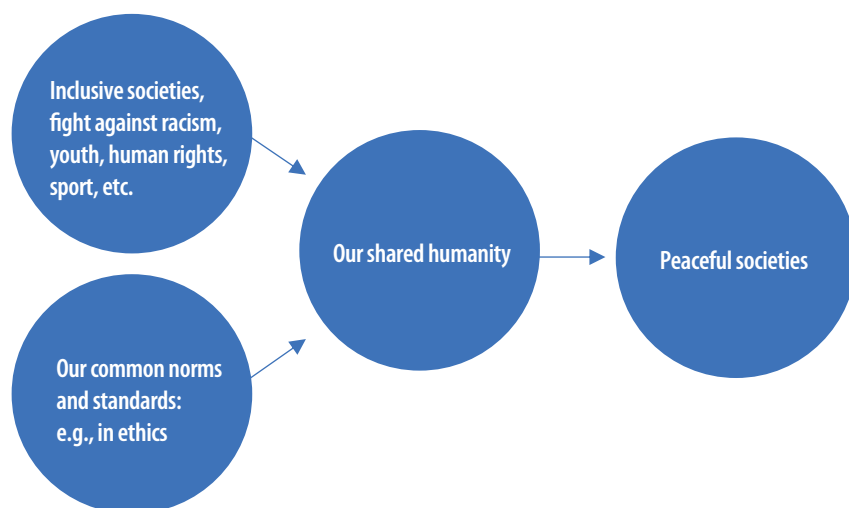 Inclusive societies,
fight against racism,
youth, human rights,
sport, etc.
Our shared humanity
Peaceful societies
Our common norms
and standards:
e.g., in ethics